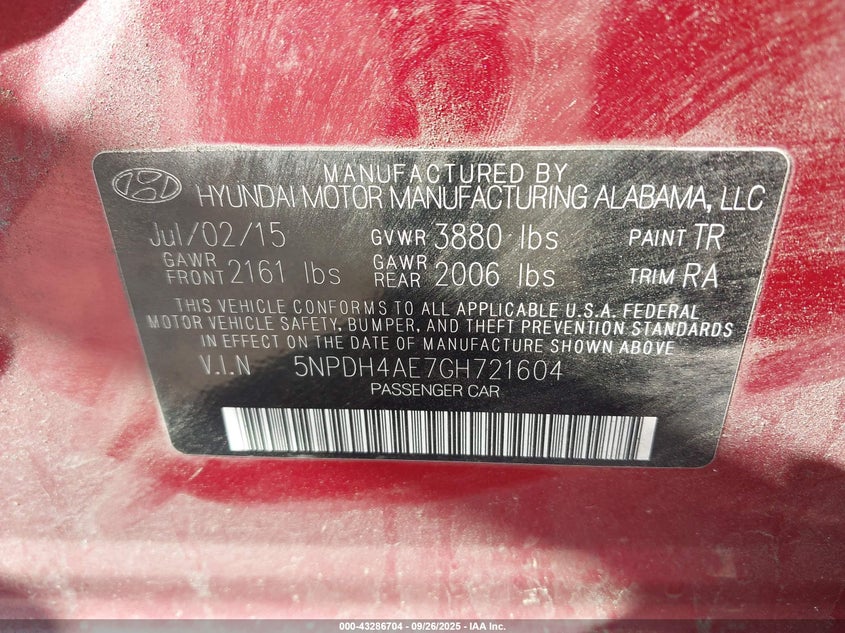 MANUFACTURED BY
HYUNDAI MOTOR MANUFACTURING ALABAMA, LLC
Jul/02/15 GVWR 3880 lbs PAINT TR
GAWR FRONT 2161 lbs GAWR REAR 2006 lbs TRIM RA
THIS VEHICLE CONFORMS TO ALL APPLICABLE U.S.A. FEDERAL
MOTOR VEHICLE SAFETY, BUMPER, AND THEFT PREVENTION STANDARDS
IN EFFECT ON THE DATE OF MANUFACTURE SHOWN ABOVE
V.I.N 5NPDH4AE7GH721604
PASSENGER CAR
000-43286704 - 09/26/2025 - IAA Inc.